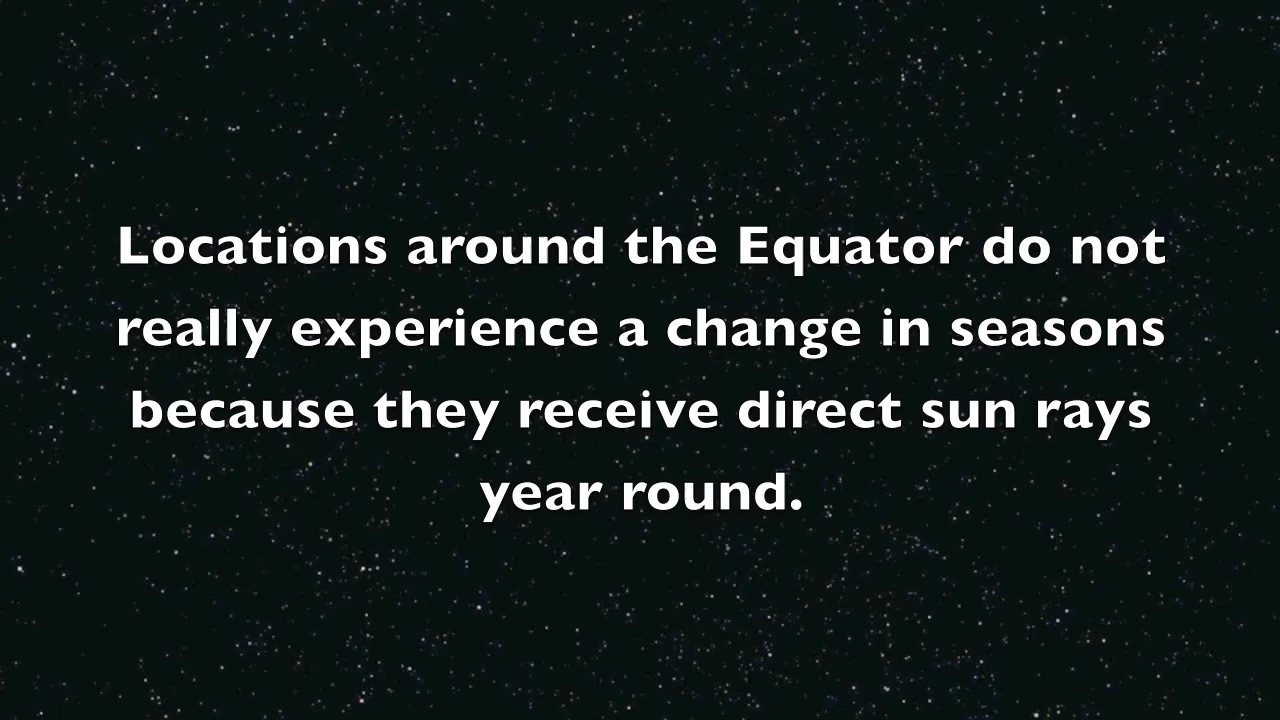 Locations around the Equator do not
really experience a change in seasons
because they receive direct sun rays
year round.